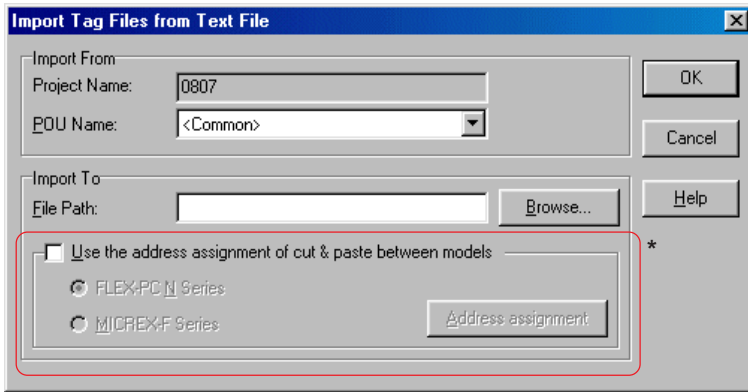 Import Tag Files from Text File
Import From
Project Name: 0807
POU Name: <Common>
OK
Cancel
Import To
File Path:
Browse...
Help
Use the address assignment of cut & paste between models
*
FLEX-PC N Series
MICREX-F Series
Address assignment